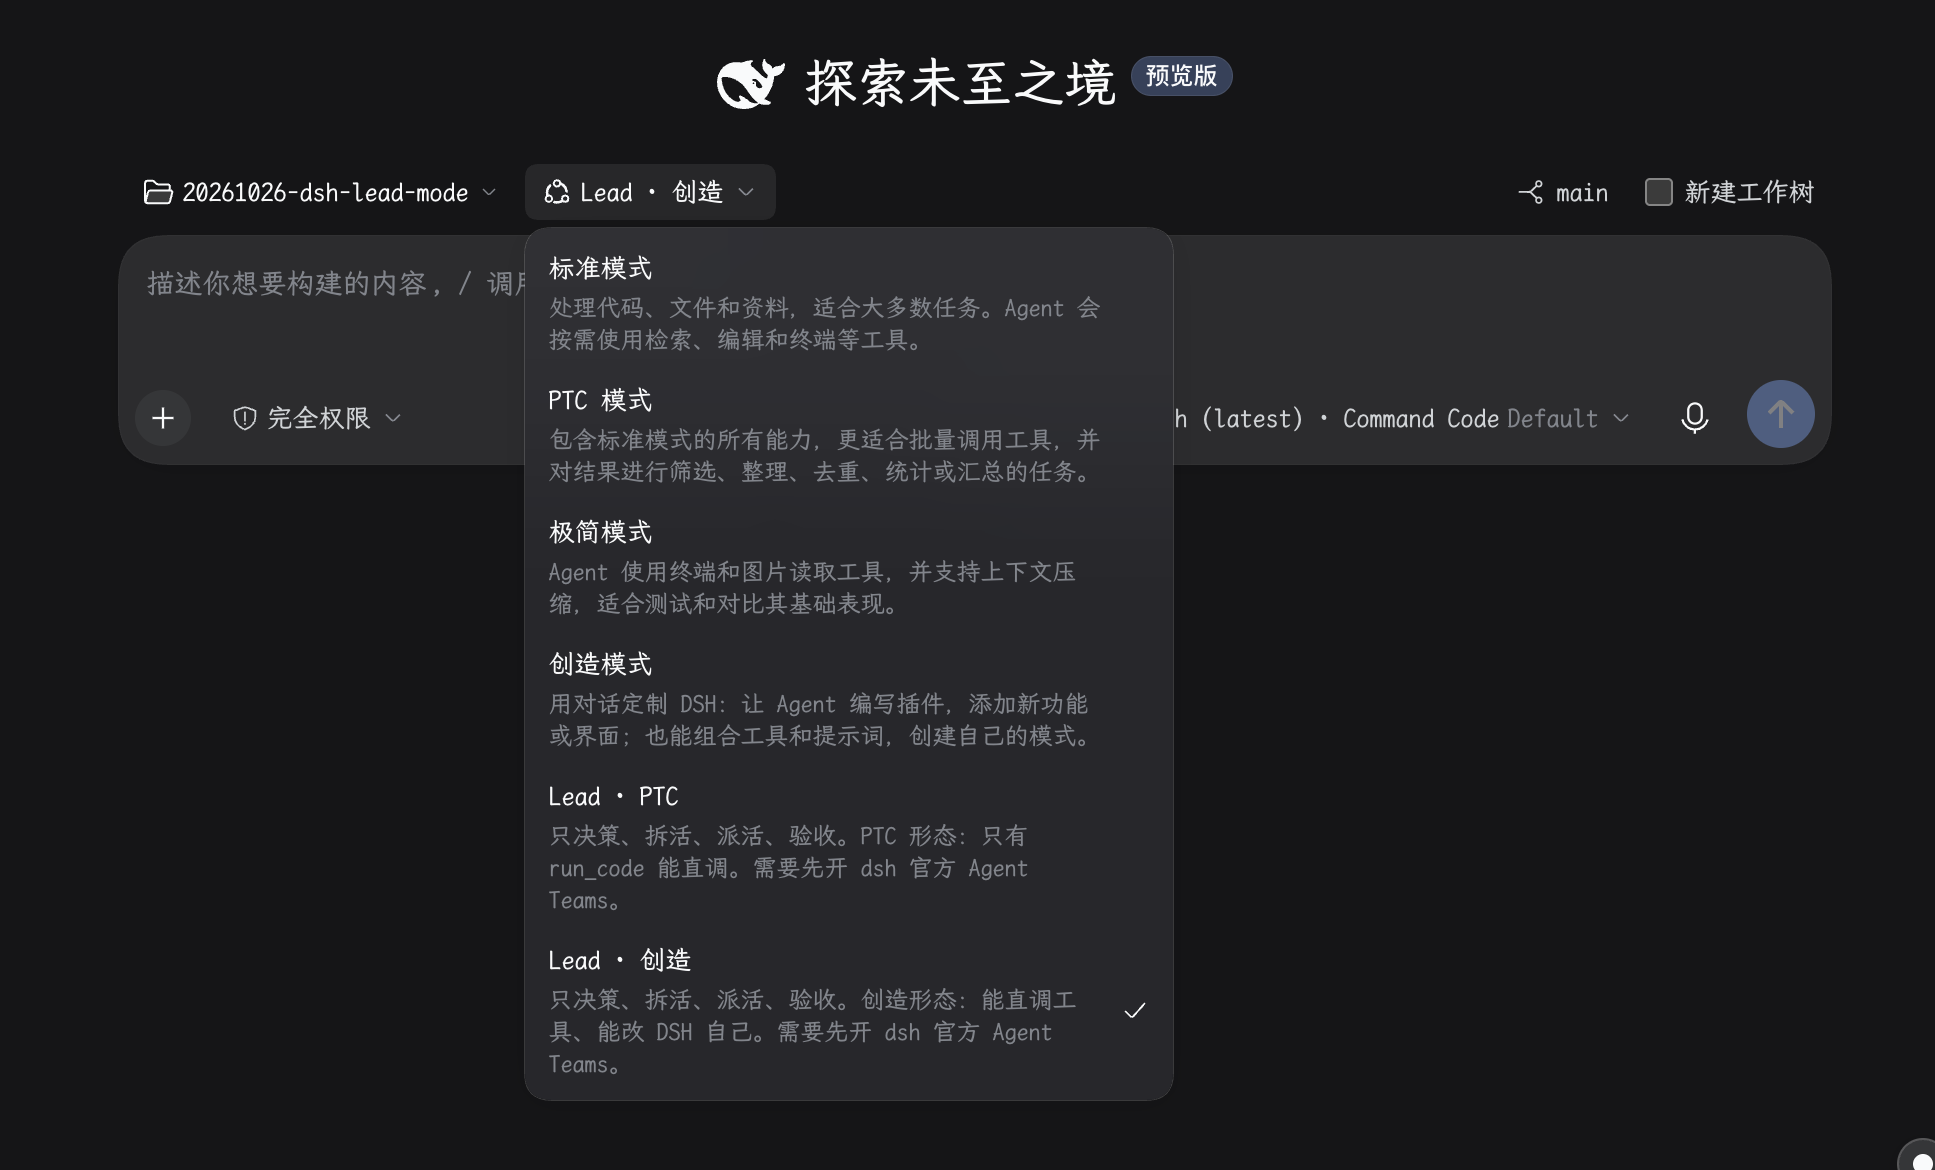 探索未至之境 预览版
20261026-dsh-lead-mode
Lead · 创造
main
新建工作树
描述你想要构建的内容，/ 调
标准模式
处理代码、文件和资料，适合大多数任务。Agent 会
按需使用检索、编辑和终端等工具。
PTC 模式
包含标准模式的所有能力，更适合批量调用工具，并
对结果进行筛选、整理、去重、统计或汇总的任务。
极简模式
Agent 使用终端和图片读取工具，并支持上下文压
缩，适合测试和对比其基础表现。
创造模式
用对话定制 DSH：让 Agent 编写插件，添加新功能
或界面；也能组合工具和提示词，创建自己的模式。
Lead · PTC
只决策、拆活、派活、验收。PTC 形态：只有
run_code 能直调。需要先开 dsh 官方 Agent
Teams。
Lead · 创造
只决策、拆活、派活、验收。创造形态：能直调工
具、能改 DSH 自己。需要先开 dsh 官方 Agent
Teams。
完全权限
h (latest) · Command Code Default